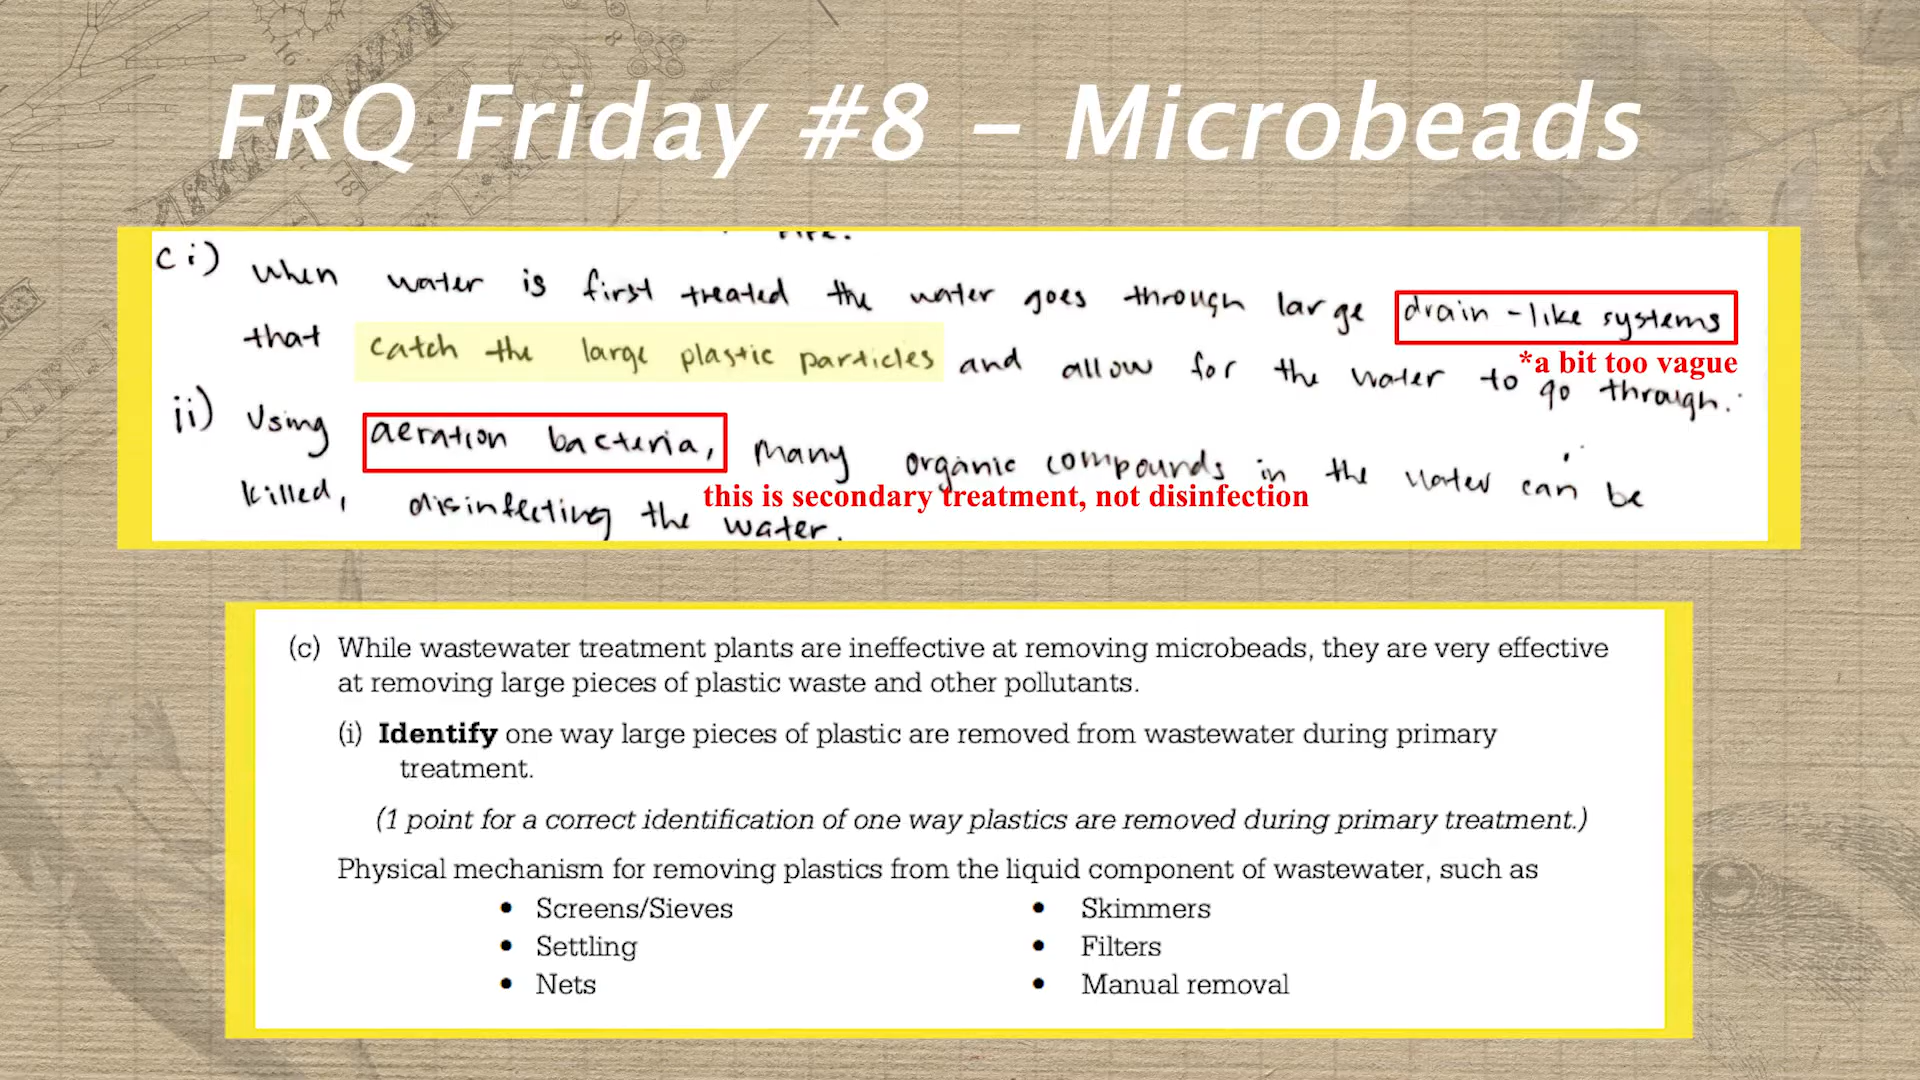 FRQ Friday #8 – Microbeads
c i) when water is first treated the water goes through large drain-like systems
that catch the large plastic particles and allow for the water to go through.
*a bit too vague
ii) Using aeration bacteria, many organic compounds in the water can be
killed, disinfecting the water.
this is secondary treatment, not disinfection
(c) While wastewater treatment plants are ineffective at removing microbeads, they are very effective
at removing large pieces of plastic waste and other pollutants.
(i) Identify one way large pieces of plastic are removed from wastewater during primary
treatment.
(1 point for a correct identification of one way plastics are removed during primary treatment.)
Physical mechanism for removing plastics from the liquid component of wastewater, such as
• Screens/Sieves • Skimmers
• Settling • Filters
• Nets • Manual removal